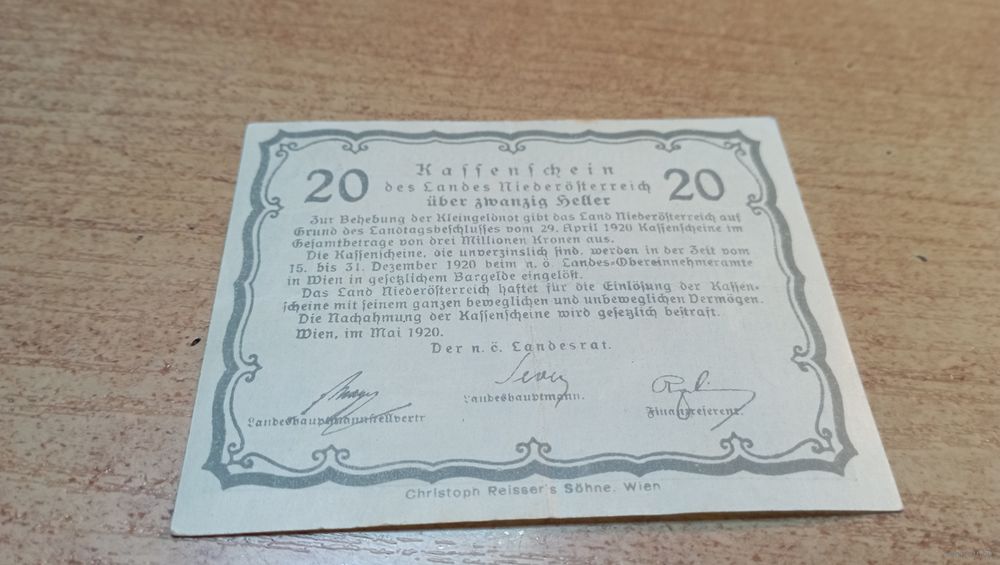 Kassenschein
20 des Landes Niederösterreich 20
über zwanzig Heller
Zur Behebung der Kleingeldnot gibt das Land Niederösterreich auf
Grund des Landtagsbeschlusses vom 29. April 1920 Kassenscheine im
Gesamtbetrage von drei Millionen Kronen aus.
Die Kassenscheine, die unverzinslich sind, werden in der Zeit vom
15. bis 31. Dezember 1920 beim n. ö. Landes-Obereinnehmeramte
in Wien in gesetzlichem Bargelde eingelöst.
Das Land Niederösterreich haftet für die Einlösung der Kassen-
scheine mit seinem ganzen beweglichen und unbeweglichen Vermögen.
Die Nachahmung der Kassenscheine wird gesetzlich bestraft.
Wien, im Mai 1920.
Der n. ö. Landesrat.
Sever
Landeshauptmann.
Landeshauptmannstellvertr
Finanzreferent.
Christoph Reisser's Söhne, Wien